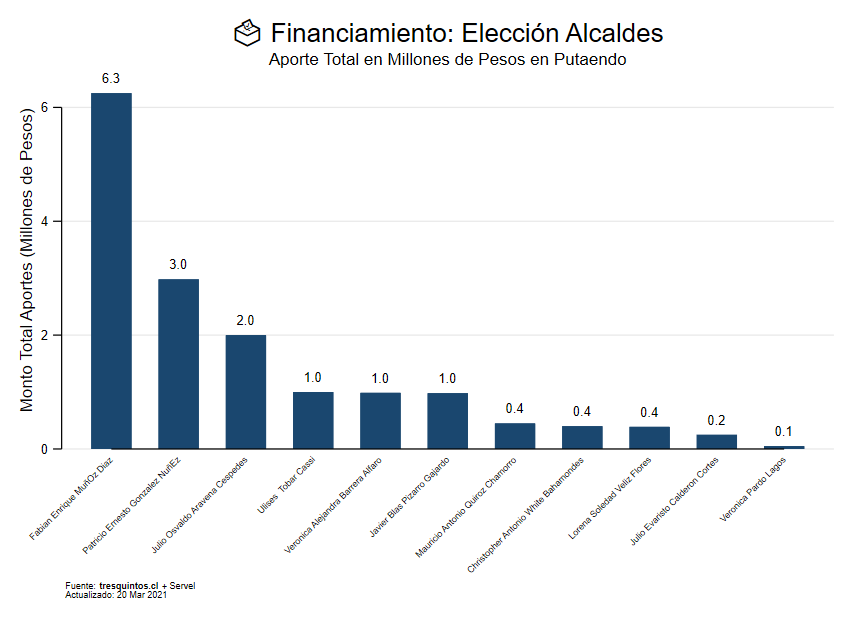 Financiamiento: Elección Alcaldes
Aporte Total en Millones de Pesos en Putaendo
Monto Total Aportes (Millones de Pesos)
6
4
2
0
6.3
3.0
2.0
1.0
1.0
1.0
0.4
0.4
0.4
0.2
0.1
Fabian Enrique MuñOz Diaz
Patricio Ernesto Gonzalez NuñEz
Julio Osvaldo Aravena Cespedes
Ulises Tobar Cassi
Veronica Alejandra Barrera Alfaro
Javier Blas Pizarro Gajardo
Mauricio Antonio Quiroz Chamorro
Christopher Antonio White Bahamondes
Lorena Soledad Veliz Flores
Julio Evaristo Calderon Cortes
Veronica Pardo Lagos
Fuente: tresquintos.cl + Servel
Actualizado: 20 Mar 2021